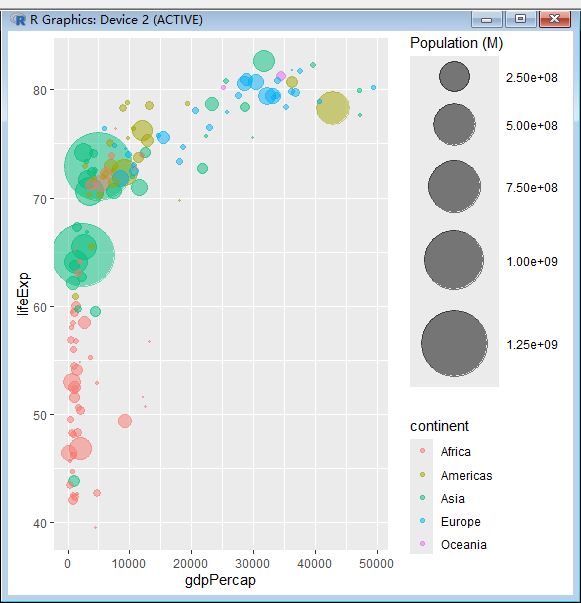 R Graphics: Device 2 (ACTIVE)
Population (M)
2.50e+08
5.00e+08
7.50e+08
1.00e+09
1.25e+09
continent
Africa
Americas
Asia
Europe
Oceania
lifeExp
80
70
60
50
40
0 10000 20000 30000 40000 50000
gdpPercap